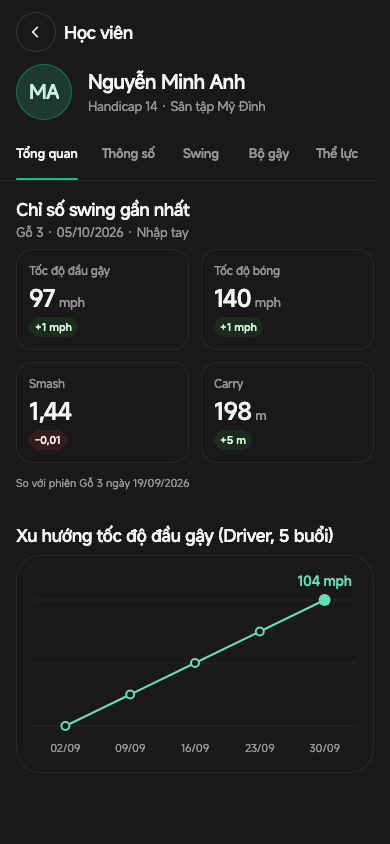 Học viên
MA
Nguyễn Minh Anh
Handicap 14 · Sân tập Mỹ Đình
Tổng quan Thông số Swing Bộ gậy Thể lực
Chỉ số swing gần nhất
Gỗ 3 · 05/10/2026 · Nhập tay
Tốc độ đầu gậy
97 mph
+1 mph
Tốc độ bóng
140 mph
+1 mph
Smash
1,44
-0,01
Carry
198 m
+5 m
So với phiên Gỗ 3 ngày 19/09/2026
Xu hướng tốc độ đầu gậy (Driver, 5 buổi)
104 mph
02/09 09/09 16/09 23/09 30/09